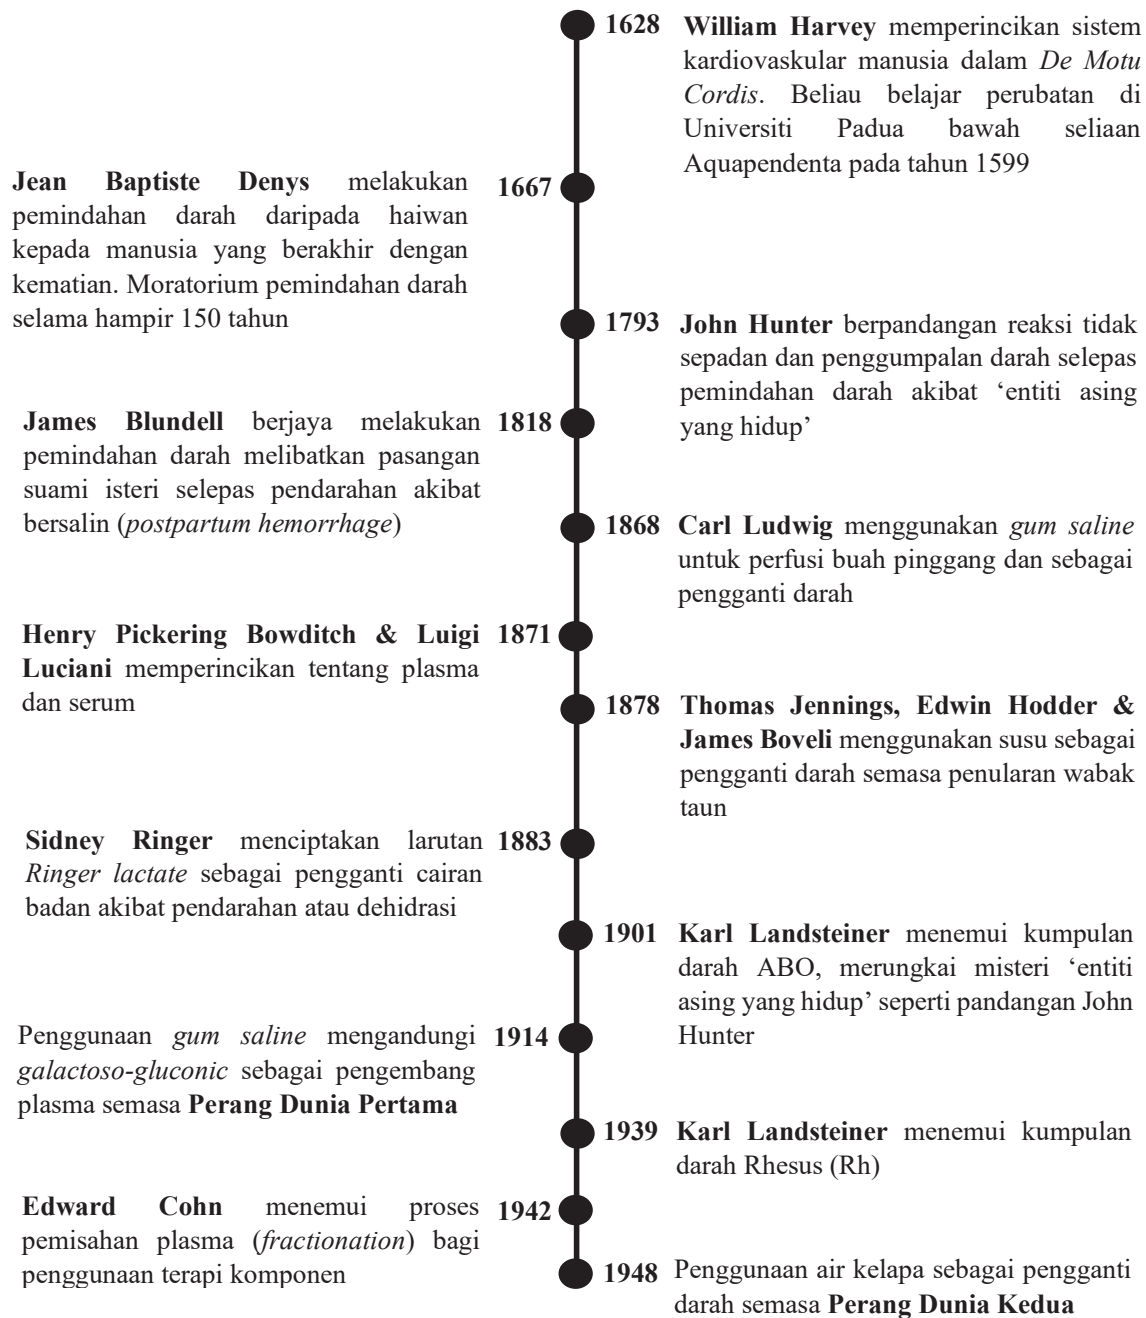 1628 William Harvey memperincikan sistem
kardiovaskular manusia dalam De Motu
Cordis. Beliau belajar perubatan di
Universiti Padua bawah seliaan
Aquapendenta pada tahun 1599
Jean Baptiste Denys melakukan 1667
pemindahan darah daripada haiwan
kepada manusia yang berakhir dengan
kematian. Moratorium pemindahan darah
selama hampir 150 tahun
1793 John Hunter berpandangan reaksi tidak
sepadan dan penggumpalan darah selepas
pemindahan darah akibat ‘entiti asing
yang hidup’
James Blundell berjaya melakukan 1818
pemindahan darah melibatkan pasangan
suami isteri selepas pendarahan akibat
bersalin (postpartum hemorrhage)
1868 Carl Ludwig menggunakan gum saline
untuk perfusi buah pinggang dan sebagai
pengganti darah
Henry Pickering Bowditch & Luigi 1871
Luciani memperincikan tentang plasma
dan serum
1878 Thomas Jennings, Edwin Hodder &
James Boveli menggunakan susu sebagai
pengganti darah semasa penularan wabak
taun
Sidney Ringer menciptakan larutan 1883
Ringer lactate sebagai pengganti cairan
badan akibat pendarahan atau dehidrasi
1901 Karl Landsteiner menemui kumpulan
darah ABO, merungkai misteri ‘entiti
asing yang hidup’ seperti pandangan John
Hunter
Penggunaan gum saline mengandungi 1914
galactoso-gluconic sebagai pengembang
plasma semasa Perang Dunia Pertama
1939 Karl Landsteiner menemui kumpulan
darah Rhesus (Rh)
Edward Cohn menemui proses 1942
pemisahan plasma (fractionation) bagi
penggunaan terapi komponen
1948 Penggunaan air kelapa sebagai pengganti
darah semasa Perang Dunia Kedua